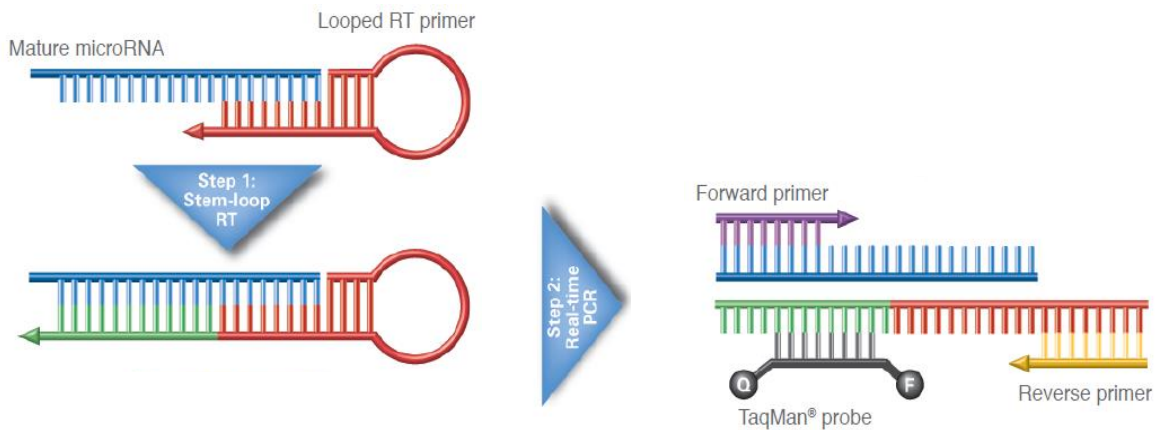 Looped RT primer
Mature microRNA
Step 1:
Stem-loop
RT
Step 2:
Real-time
PCR
Forward primer
Q
F
TaqMan® probe
Reverse primer